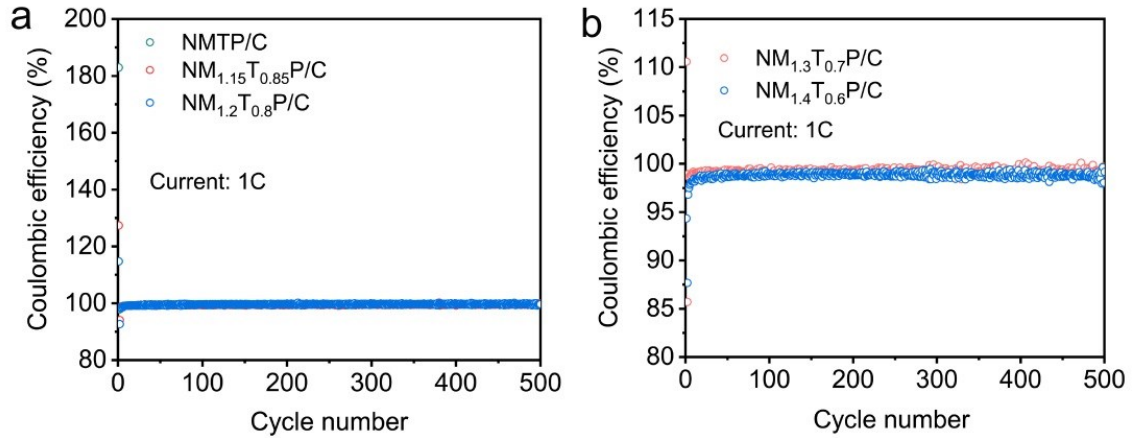 a
200
180
160
140
120
100
80
Coulombic efficiency (%)
NMTP/C
NM₁.₁₅T₀.₈₅P/C
NM₁.₂T₀.₈P/C
Current: 1C
0 100 200 300 400 500
Cycle number
b
115
110
105
100
95
90
85
80
Coulombic efficiency (%)
NM₁.₃T₀.₇P/C
NM₁.₄T₀.₆P/C
Current: 1C
0 100 200 300 400 500
Cycle number